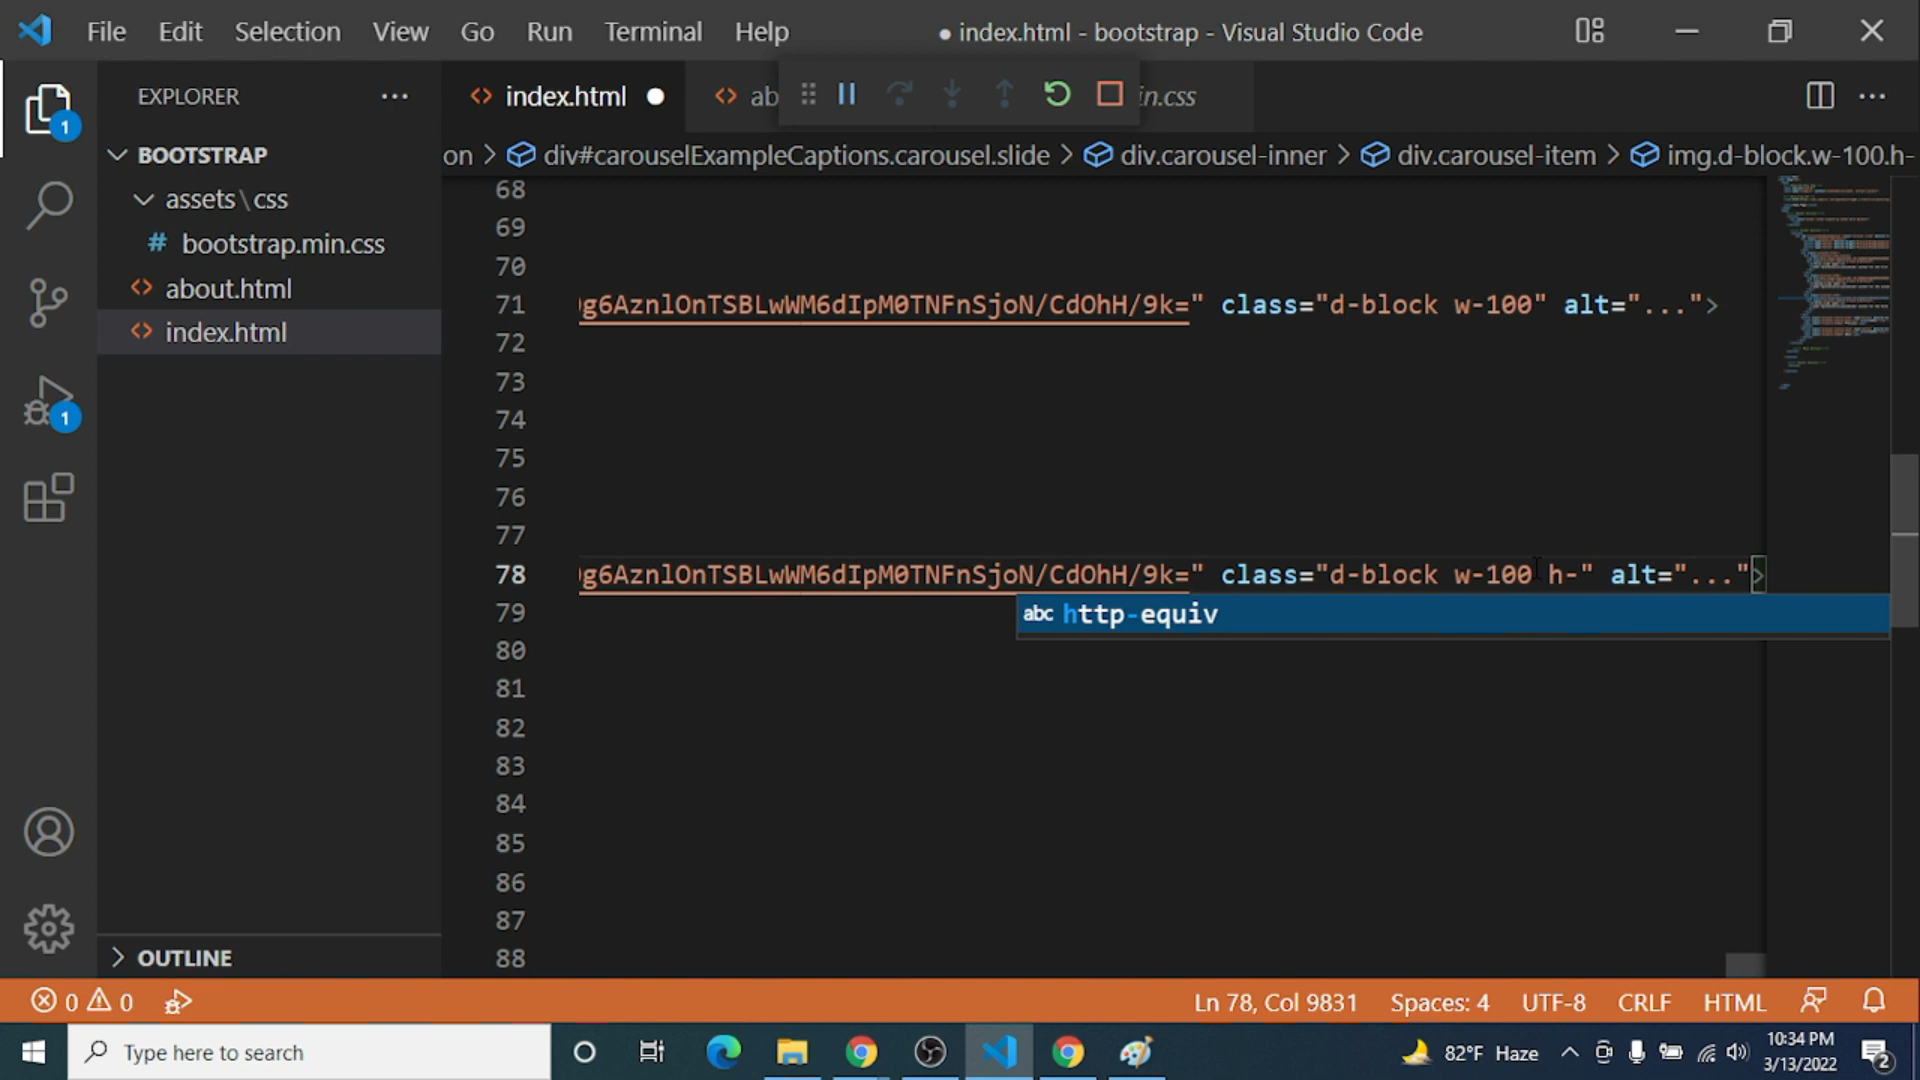 File Edit Selection View Go Run Terminal Help
● index.html - bootstrap - Visual Studio Code
EXPLORER
BOOTSTRAP
assets\css
# bootstrap.min.css
about.html
index.html
OUTLINE
1
1
index.html ab in.css
on > div#carouselExampleCaptions.carousel.slide > div.carousel-inner > div.carousel-item > img.d-block.w-100.h-
68
69
70
71 g6AznlOnTSBLwWM6dIpM0TNFnSjoN/CdOhH/9k=" class="d-block w-100" alt="...">
72
73
74
75
76
77
78 g6AznlOnTSBLwWM6dIpM0TNFnSjoN/CdOhH/9k=" class="d-block w-100 h-" alt="...">
abc http-equiv
79
80
81
82
83
84
85
86
87
88
0 0
Ln 78, Col 9831 Spaces: 4 UTF-8 CRLF HTML
Type here to search
82°F Haze
10:34 PM
3/13/2022
2